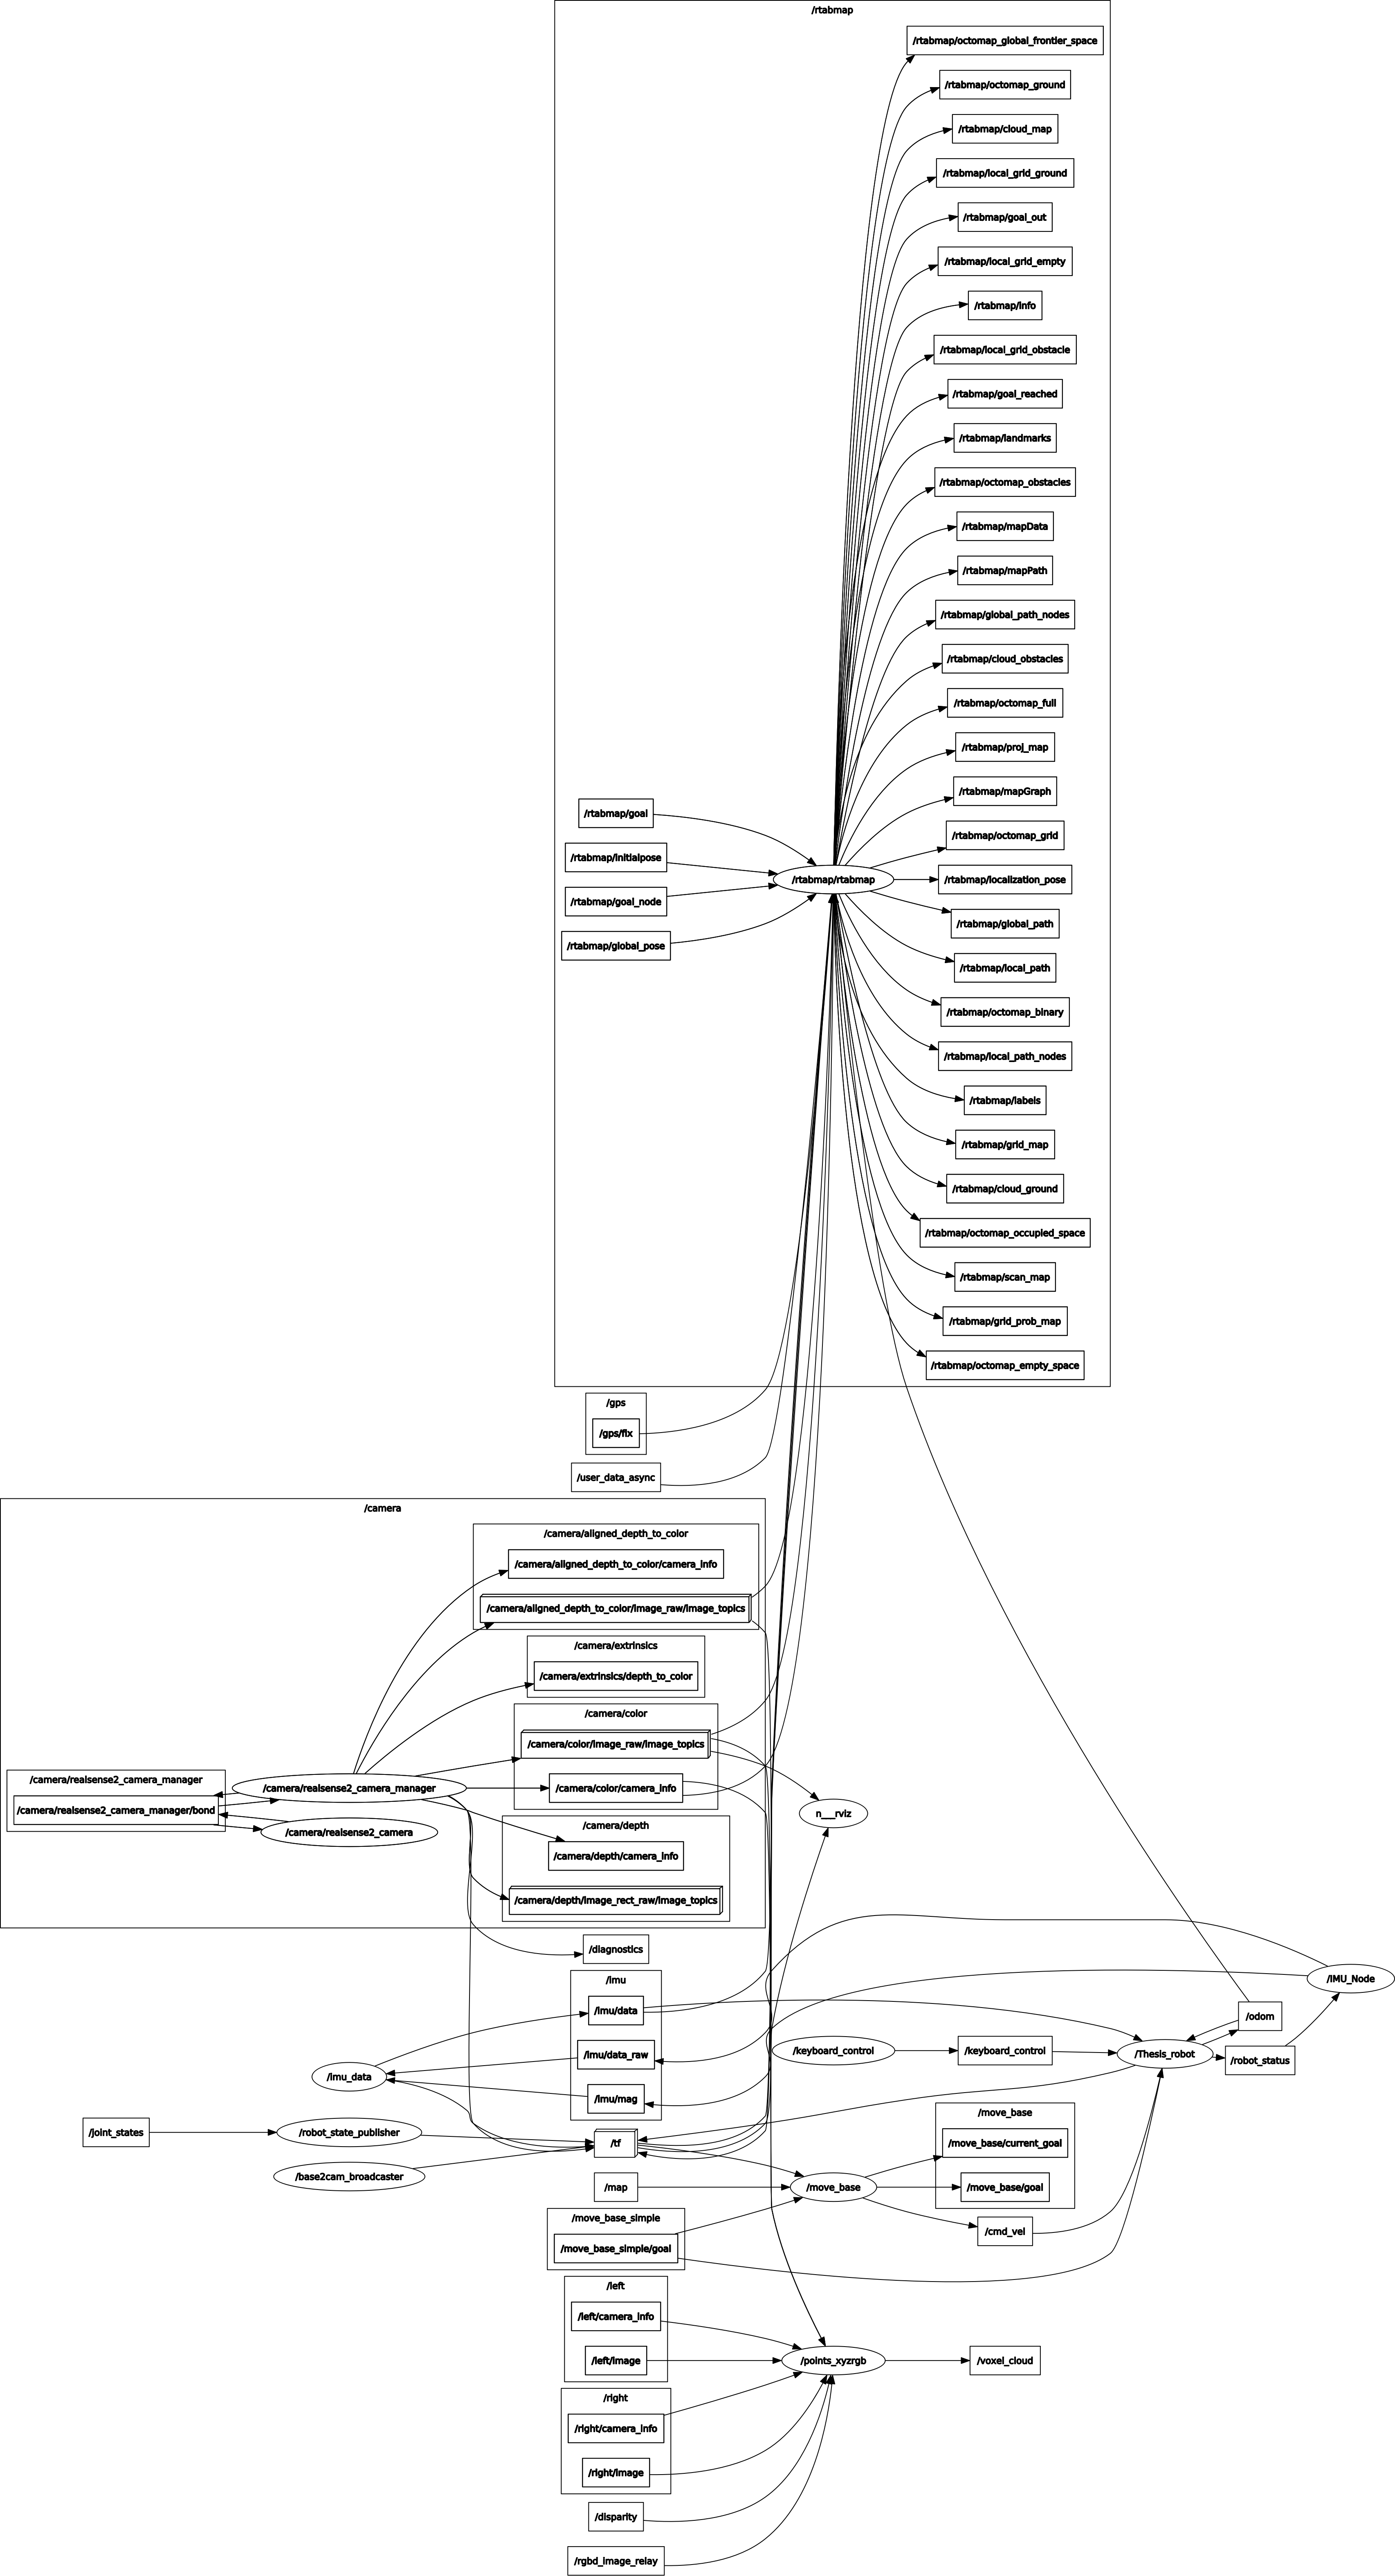 /rtabmap
/rtabmap/octomap_global_frontier_space
/rtabmap/octomap_ground
/rtabmap/cloud_map
/rtabmap/local_grid_ground
/rtabmap/goal_out
/rtabmap/local_grid_empty
/rtabmap/info
/rtabmap/local_grid_obstacle
/rtabmap/goal_reached
/rtabmap/landmarks
/rtabmap/octomap_obstacles
/rtabmap/mapData
/rtabmap/mapPath
/rtabmap/global_path_nodes
/rtabmap/cloud_obstacles
/rtabmap/octomap_full
/rtabmap/proj_map
/rtabmap/mapGraph
/rtabmap/goal
/rtabmap/octomap_grid
/rtabmap/initialpose
/rtabmap/rtabmap
/rtabmap/localization_pose
/rtabmap/goal_node
/rtabmap/global_path
/rtabmap/global_pose
/rtabmap/local_path
/rtabmap/octomap_binary
/rtabmap/local_path_nodes
/rtabmap/labels
/rtabmap/grid_map
/rtabmap/cloud_ground
/rtabmap/octomap_occupied_space
/rtabmap/scan_map
/rtabmap/grid_prob_map
/rtabmap/octomap_empty_space
/gps
/gps/fix
/user_data_async
/camera
/camera/aligned_depth_to_color
/camera/aligned_depth_to_color/camera_info
/camera/aligned_depth_to_color/image_raw/image_topics
/camera/extrinsics
/camera/extrinsics/depth_to_color
/camera/color
/camera/color/image_raw/image_topics
/camera/realsense2_camera_manager
/camera/realsense2_camera_manager
/camera/color/camera_info
/camera/realsense2_camera_manager/bond
/camera/realsense2_camera
n___rviz
/camera/depth
/camera/depth/camera_info
/camera/depth/image_rect_raw/image_topics
/diagnostics
/imu
/IMU_Node
/imu/data
/odom
/imu/data_raw
/keyboard_control
/keyboard_control
/Thesis_robot
/robot_status
/imu_data
/imu/mag
/joint_states
/robot_state_publisher
/tf
/move_base
/move_base/current_goal
/base2cam_broadcaster
/map
/move_base
/move_base/goal
/move_base_simple
/cmd_vel
/move_base_simple/goal
/left
/left/camera_info
/left/image
/points_xyzrgb
/voxel_cloud
/right
/right/camera_info
/right/image
/disparity
/rgbd_image_relay